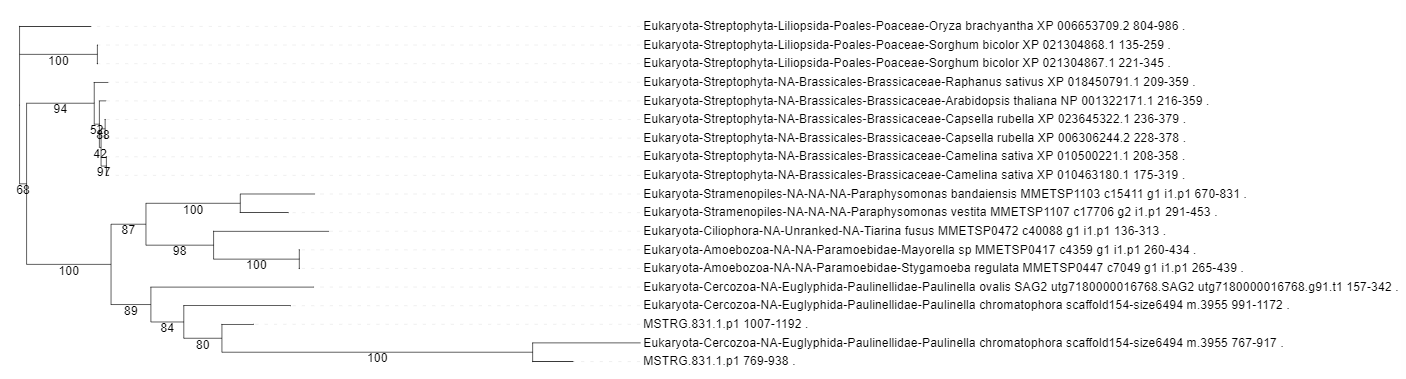 Eukaryota-Streptophyta-Liliopsida-Poales-Poaceae-Oryza brachyantha XP 006653709.2 804-986 .
Eukaryota-Streptophyta-Liliopsida-Poales-Poaceae-Sorghum bicolor XP 021304868.1 135-259 .
100
Eukaryota-Streptophyta-Liliopsida-Poales-Poaceae-Sorghum bicolor XP 021304867.1 221-345 .
Eukaryota-Streptophyta-NA-Brassicales-Brassicaceae-Raphanus sativus XP 018450791.1 209-359 .
94
Eukaryota-Streptophyta-NA-Brassicales-Brassicaceae-Arabidopsis thaliana NP 001322171.1 216-359 .
Eukaryota-Streptophyta-NA-Brassicales-Brassicaceae-Capsella rubella XP 023645322.1 236-379 .
Eukaryota-Streptophyta-NA-Brassicales-Brassicaceae-Capsella rubella XP 006306244.2 228-378 .
42
Eukaryota-Streptophyta-NA-Brassicales-Brassicaceae-Camelina sativa XP 010500221.1 208-358 .
97
Eukaryota-Streptophyta-NA-Brassicales-Brassicaceae-Camelina sativa XP 010463180.1 175-319 .
68
Eukaryota-Stramenopiles-NA-NA-NA-Paraphysomonas bandaiensis MMETSP1103 c15411 g1 i1.p1 670-831 .
100
Eukaryota-Stramenopiles-NA-NA-NA-Paraphysomonas vestita MMETSP1107 c17706 g2 i1.p1 291-453 .
87
Eukaryota-Ciliophora-NA-Unranked-NA-Tiarina fusus MMETSP0472 c40088 g1 i1.p1 136-313 .
98
Eukaryota-Amoebozoa-NA-NA-Paramoebidae-Mayorella sp MMETSP0417 c4359 g1 i1.p1 260-434 .
100
Eukaryota-Amoebozoa-NA-NA-Paramoebidae-Stygamoeba regulata MMETSP0447 c7049 g1 i1.p1 265-439 .
100
Eukaryota-Cercozoa-NA-Euglyphida-Paulinellidae-Paulinella ovalis SAG2 utg7180000016768.SAG2 utg7180000016768.g91.t1 157-342 .
89
Eukaryota-Cercozoa-NA-Euglyphida-Paulinellidae-Paulinella chromatophora scaffold154-size6494 m.3955 991-1172 .
84
MSTRG.831.1.p1 1007-1192 .
80
Eukaryota-Cercozoa-NA-Euglyphida-Paulinellidae-Paulinella chromatophora scaffold154-size6494 m.3955 767-917 .
100
MSTRG.831.1.p1 769-938 .